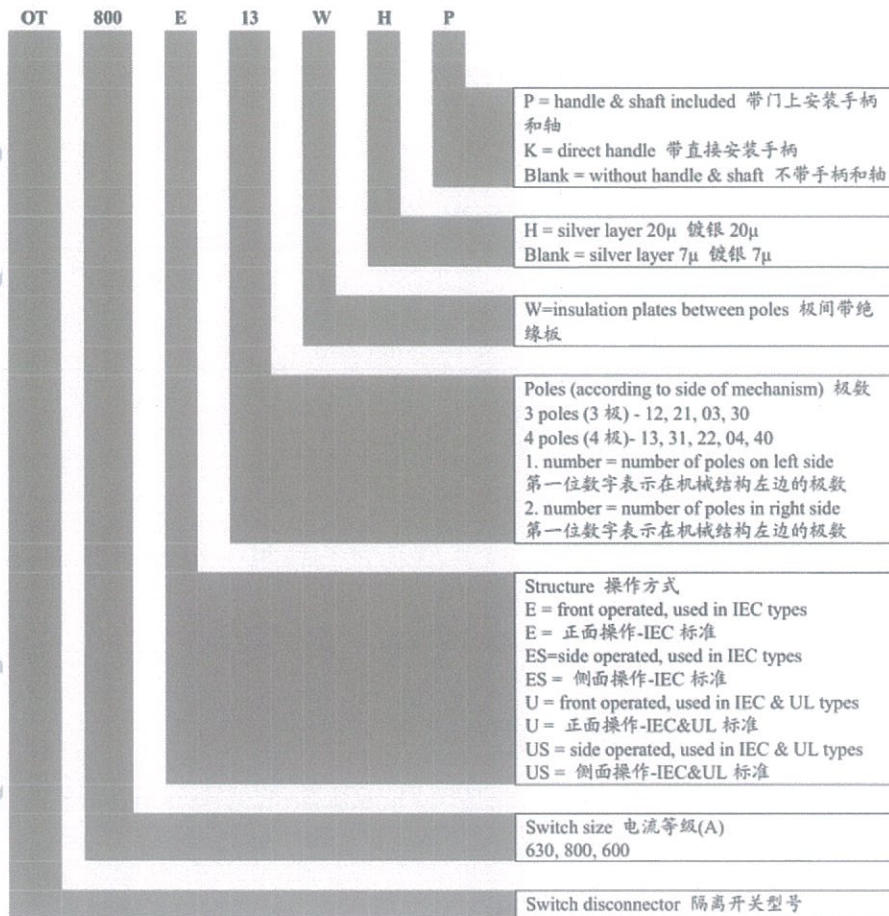 OT 800 E 13 W H P
P = handle & shaft included 带门上安装手柄
和轴
K = direct handle 带直接安装手柄
Blank = without handle & shaft 不带手柄和轴
H = silver layer 20μ 镀银 20μ
Blank = silver layer 7μ 镀银 7μ
W=insulation plates between poles 极间带绝
缘板
Poles (according to side of mechanism) 极数
3 poles (3 极) - 12, 21, 03, 30
4 poles (4 极)- 13, 31, 22, 04, 40
1. number = number of poles on left side
第一位数字表示在机械结构左边的极数
2. number = number of poles in right side
第一位数字表示在机械结构左边的极数
Structure 操作方式
E = front operated, used in IEC types
E = 正面操作-IEC 标准
ES=side operated, used in IEC types
ES = 侧面操作-IEC 标准
U = front operated, used in IEC & UL types
U = 正面操作-IEC&UL 标准
US = side operated, used in IEC & UL types
US = 侧面操作-IEC&UL 标准
Switch size 电流等级(A)
630, 800, 600
Switch disconnector 隔离开关型号